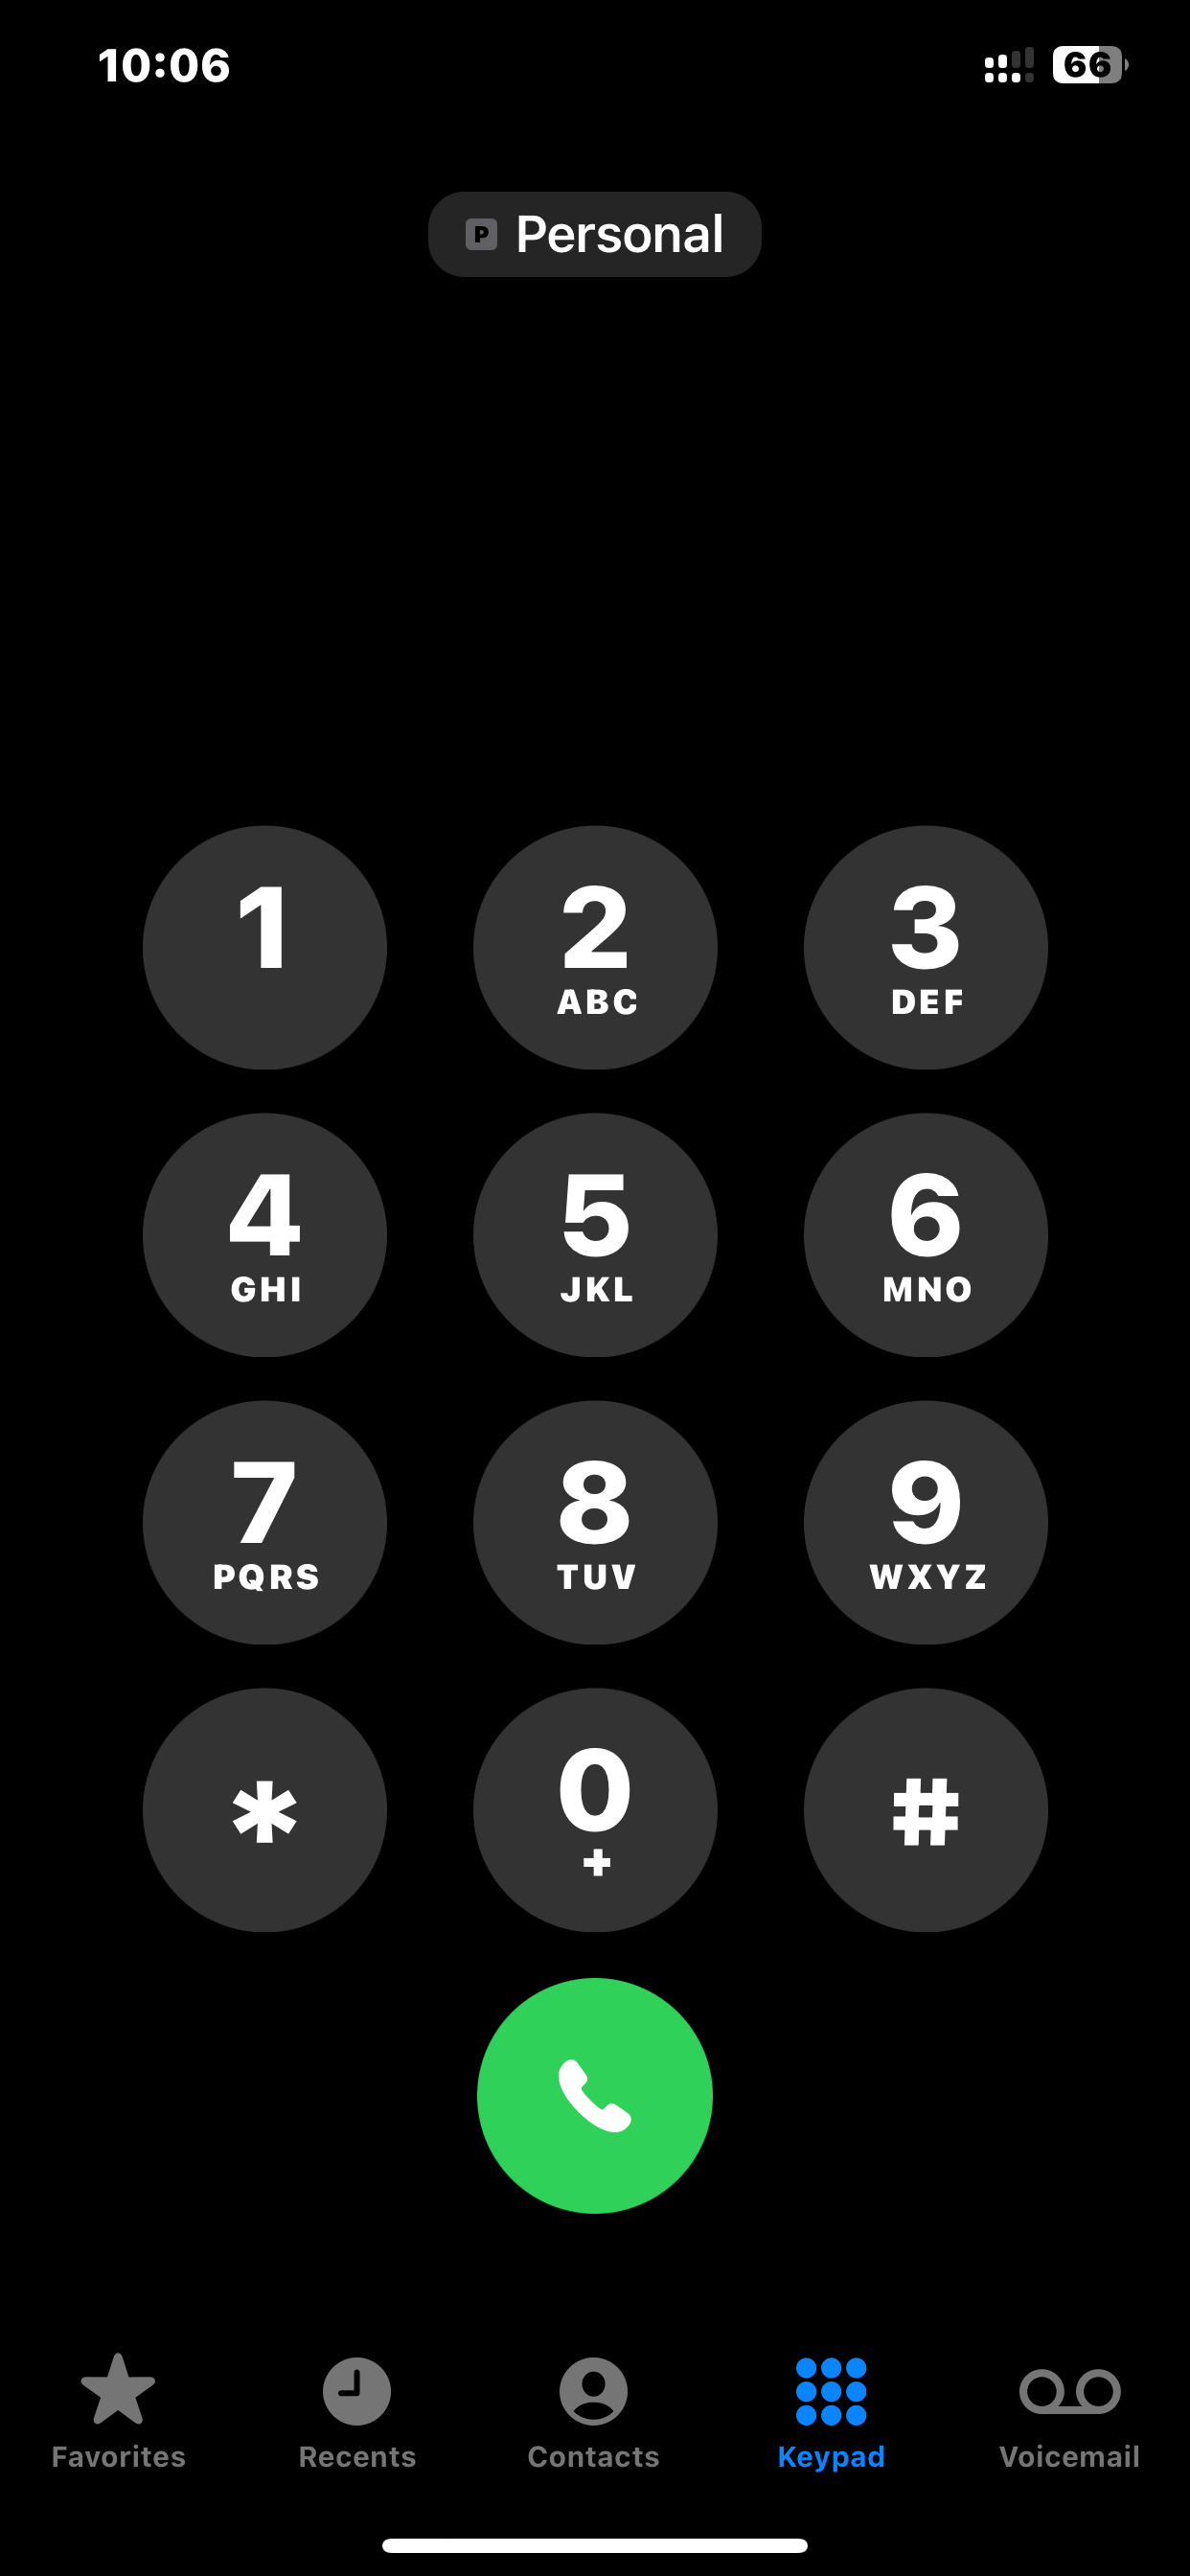 10:06 66
P Personal
1 2 3
ABC DEF
4 5 6
GHI JKL MNO
7 8 9
PQRS TUV WXYZ
* 0 #
+
Favorites Recents Contacts Keypad Voicemail